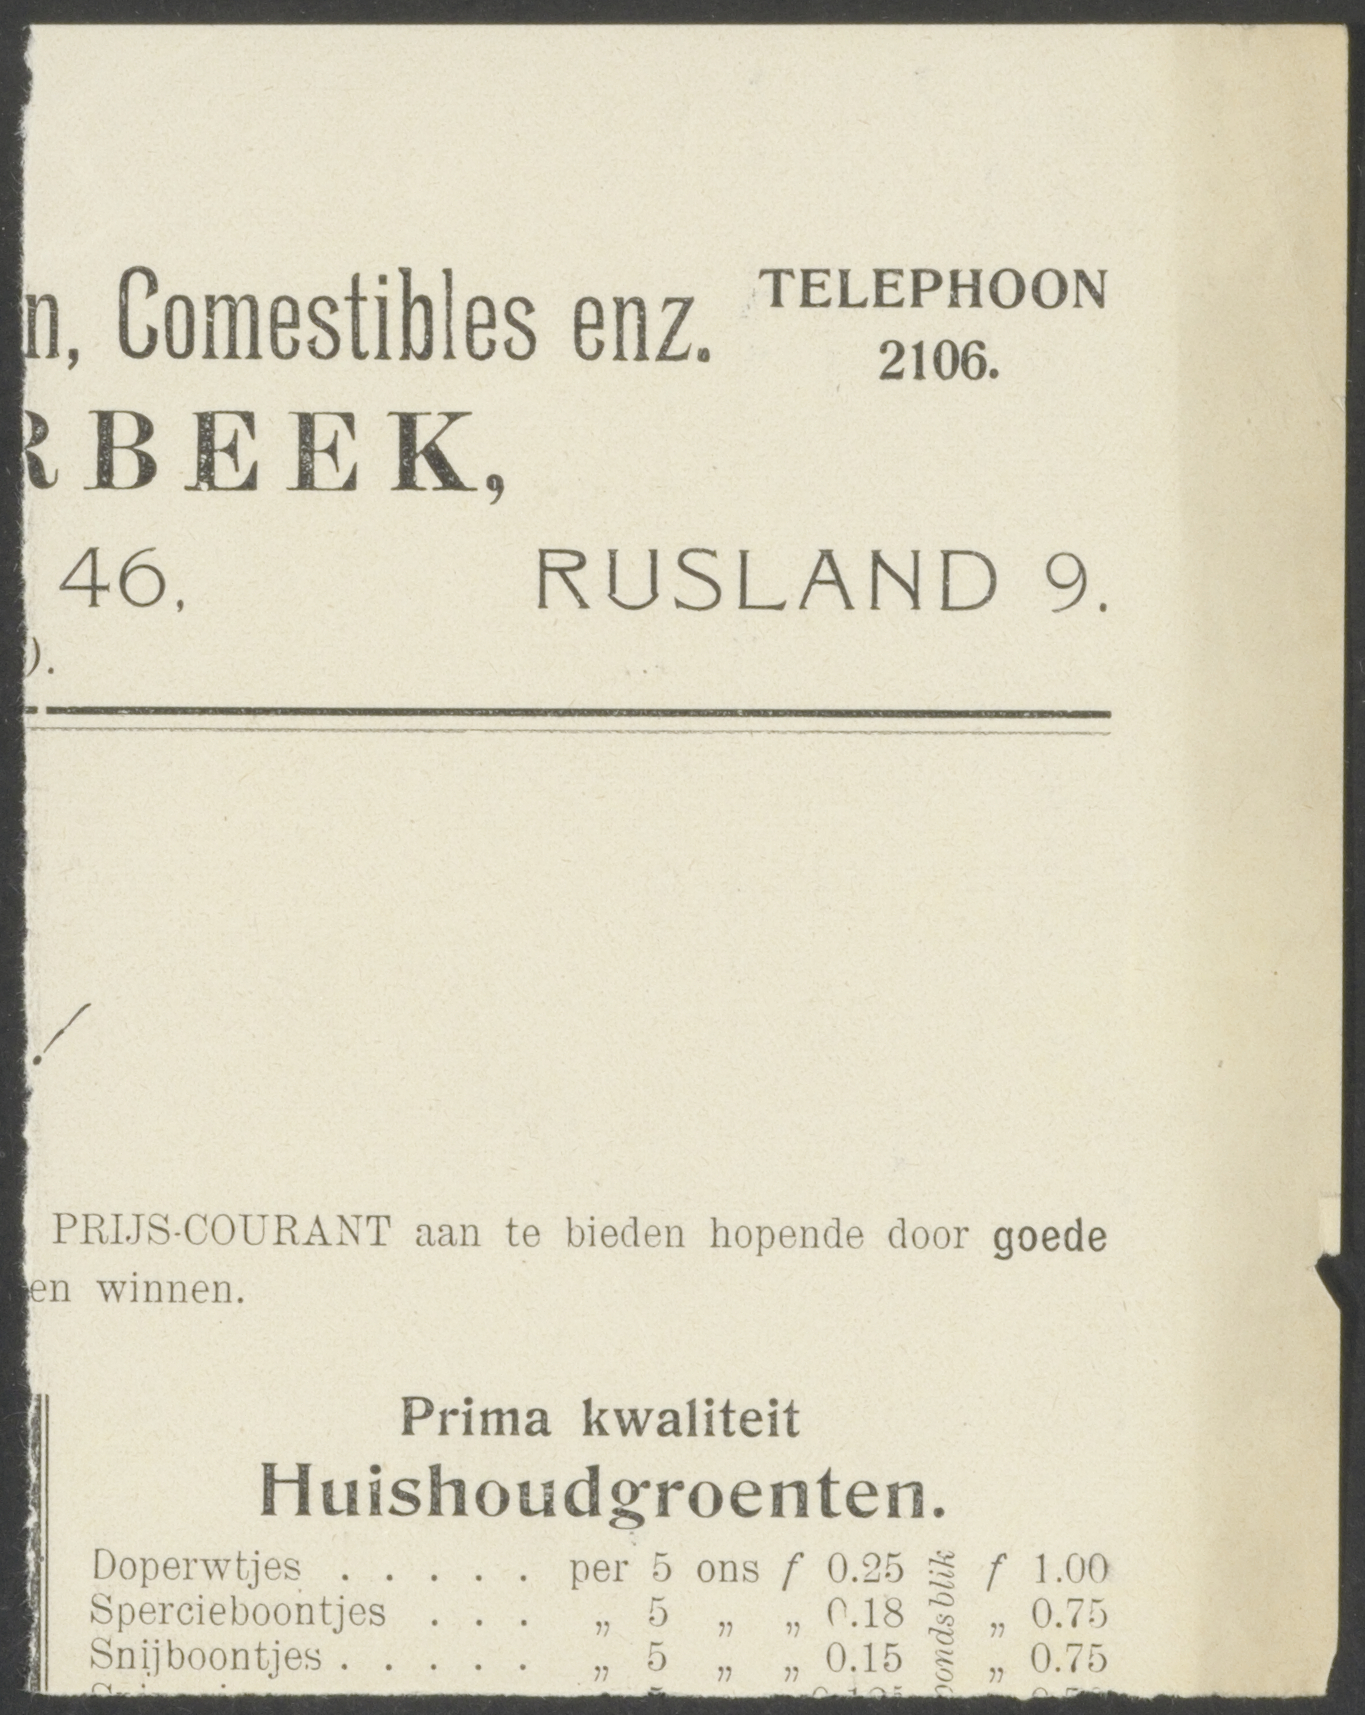 n, Comestibles enz.
TELEPHOON
2106.
RBEEK,
46, RUSLAND 9.
).
!
PRIJS-COURANT aan te bieden hopende door goede
en winnen.
Prima kwaliteit
Huishoudgroenten.
Doperwtjes . . . . . per 5 ons f 0.25 f 1.00
Spercieboontjes . . . „ 5 „ „ 0.18 „ 0.75
Snijboontjes . . . . . „ 5 „ „ 0.15 „ 0.75
pondsblik